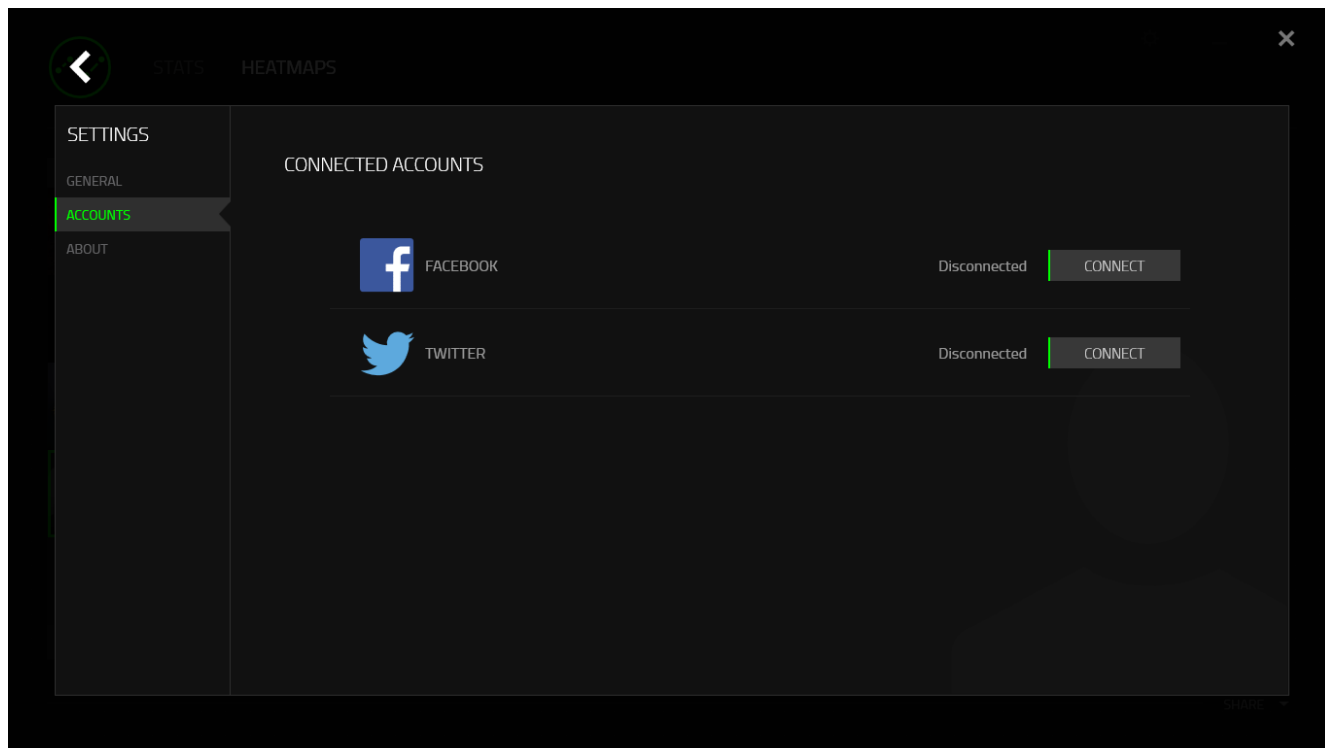 STATS HEATMAPS
SETTINGS
GENERAL
ACCOUNTS
ABOUT
CONNECTED ACCOUNTS
FACEBOOK Disconnected CONNECT
TWITTER Disconnected CONNECT
SHARE